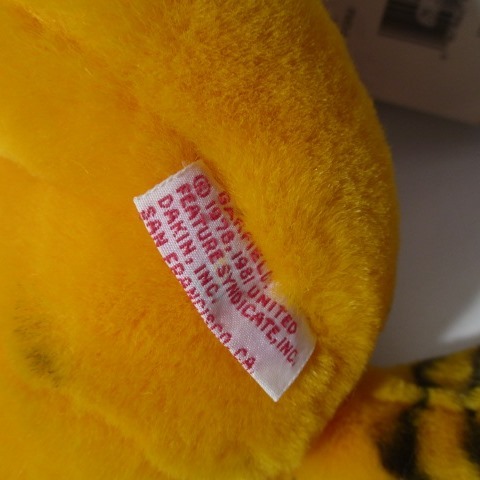 GARFIELD
© 1978, 1981 UNITED
FEATURE SYNDICATE, INC.
DAKIN, INC.
SAN FRANCISCO, CA.